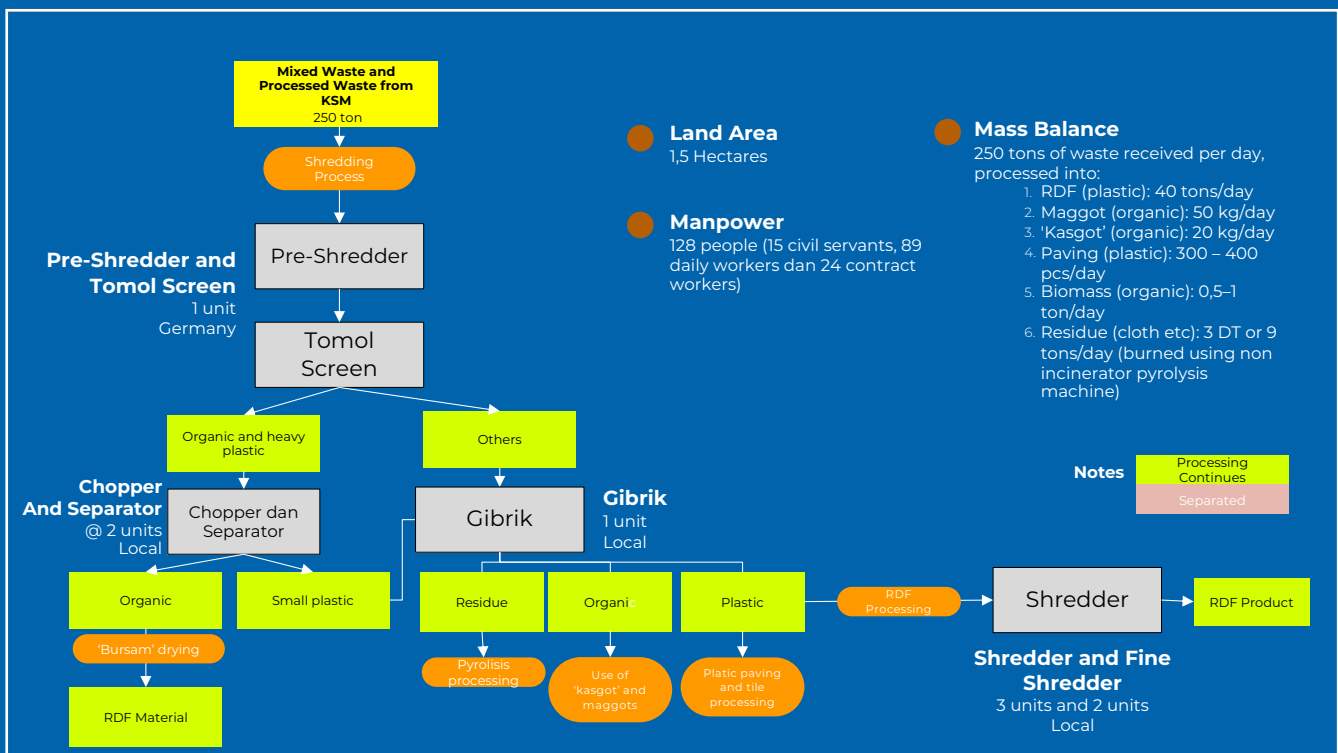 Mixed Waste and
Processed Waste from
KSM
250 ton
Shredding
Process
Pre-Shredder
Pre-Shredder and
Tomol Screen
1 unit
Germany
Tomol
Screen
Organic and heavy
plastic
Others
Chopper
And Separator
@ 2 units
Local
Chopper dan
Separator
Gibrik
Gibrik
1 unit
Local
Organic
Small plastic
Residue
Organic
Plastic
'Bursam' drying
RDF Material
Pyrolisis
processing
Use of
'kasgot' and
maggots
Platic paving
and tile
processing
RDF
Processing
Shredder
RDF Product
Shredder and Fine
Shredder
3 units and 2 units
Local
Land Area
1,5 Hectares
Manpower
128 people (15 civil servants, 89
daily workers dan 24 contract
workers)
Mass Balance
250 tons of waste received per day,
processed into:
1. RDF (plastic): 40 tons/day
2. Maggot (organic): 50 kg/day
3. 'Kasgot’ (organic): 20 kg/day
4. Paving (plastic): 300 – 400
pcs/day
5. Biomass (organic): 0,5–1
ton/day
6. Residue (cloth etc): 3 DT or 9
tons/day (burned using non
incinerator pyrolysis
machine)
Notes
Processing
Continues
Separated